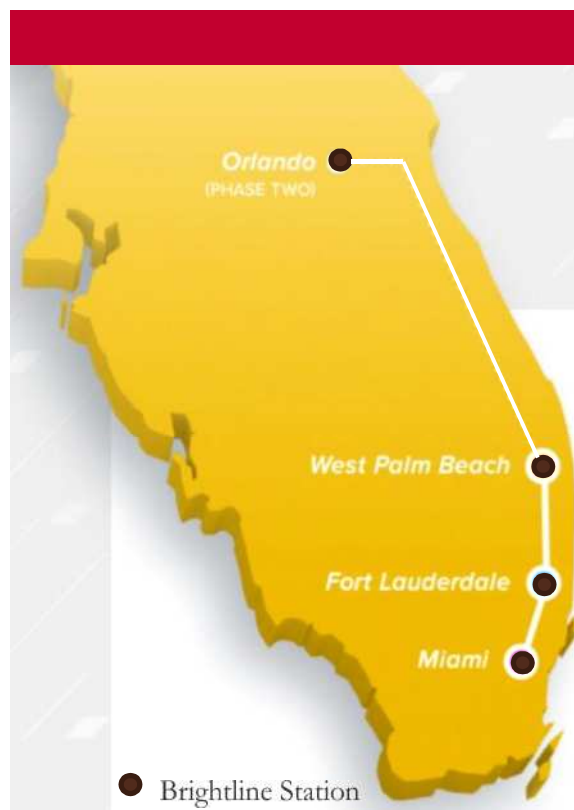 Orlando
(PHASE TWO)
West Palm Beach
Fort Lauderdale
Miami
Brightline Station